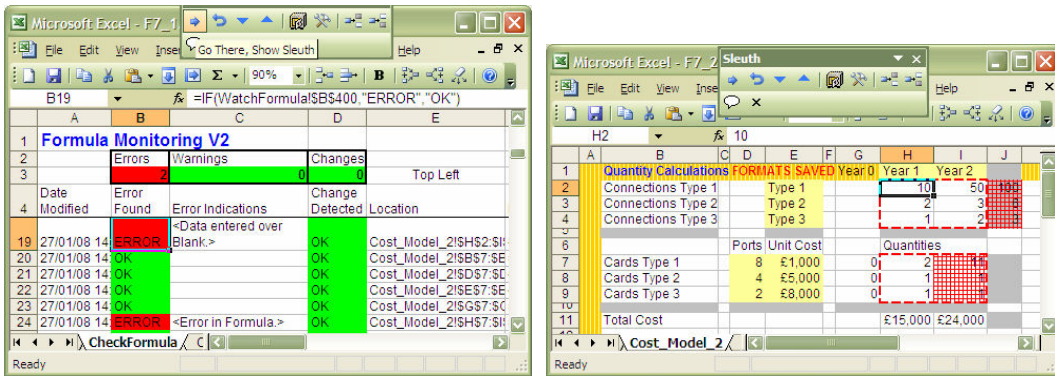 Microsoft Excel - F7_1
File Edit View Inser Help
Go There, Show Sleuth
90%
B19 fx =IF(WatchFormula!$B$400,"ERROR","OK")
A B C D E
1 Formula Monitoring V2
2 Errors Warnings Changes
3 2 0 0 Top Left
4 Date Modified Error Found Error Indications Change Detected Location
19 27/01/08 14: ERROR <Data entered over Blank.> OK Cost_Model_2!$H$2:$I$
20 27/01/08 14: OK OK Cost_Model_2!$B$7:$E
21 27/01/08 14: OK OK Cost_Model_2!$D$7:$D
22 27/01/08 14: OK OK Cost_Model_2!$E$7:$E$
23 27/01/08 14: OK OK Cost_Model_2!$G$7:$G
24 27/01/08 14: ERROR <Error in Formula.> OK Cost_Model_2!$H$7:$I$
CheckFormula
Ready
Microsoft Excel - F7_2
Sleuth
File Edit View Inse Help
H2 fx 10
A B C D E F G H I J
1 Quantity Calculations FORMATS SAVED Year 0 Year 1 Year 2
2 Connections Type 1 Type 1 10 50 100
3 Connections Type 2 Type 2 2 3
4 Connections Type 3 Type 3 1 2
5
6 Ports Unit Cost Quantities
7 Cards Type 1 8 £1,000 0 2
8 Cards Type 2 4 £5,000 0 1
9 Cards Type 3 2 £8,000 0 1
10
11 Total Cost £15,000 £24,000
Cost_Model_2
Ready